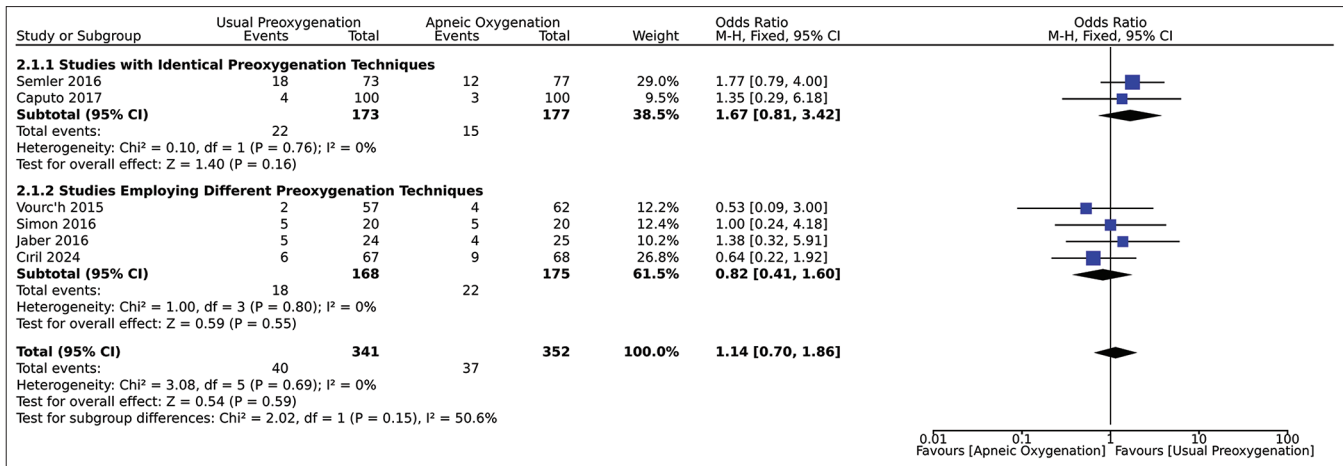 Usual Preoxygenation Apneic Oxygenation Odds Ratio Odds Ratio
Study or Subgroup Events Total Events Total Weight M-H, Fixed, 95% CI M-H, Fixed, 95% CI
2.1.1 Studies with Identical Preoxygenation Techniques
Semler 2016 18 73 12 77 29.0% 1.77 [0.79, 4.00]
Caputo 2017 4 100 3 100 9.5% 1.35 [0.29, 6.18]
Subtotal (95% CI) 173 177 38.5% 1.67 [0.81, 3.42]
Total events: 22 15
Heterogeneity: Chi² = 0.10, df = 1 (P = 0.76); I² = 0%
Test for overall effect: Z = 1.40 (P = 0.16)
2.1.2 Studies Employing Different Preoxygenation Techniques
Vourc'h 2015 2 57 4 62 12.2% 0.53 [0.09, 3.00]
Simon 2016 5 20 5 20 12.4% 1.00 [0.24, 4.18]
Jaber 2016 5 24 4 25 10.2% 1.38 [0.32, 5.91]
Cırıl 2024 6 67 9 68 26.8% 0.64 [0.22, 1.92]
Subtotal (95% CI) 168 175 61.5% 0.82 [0.41, 1.60]
Total events: 18 22
Heterogeneity: Chi² = 1.00, df = 3 (P = 0.80); I² = 0%
Test for overall effect: Z = 0.59 (P = 0.55)
Total (95% CI) 341 352 100.0% 1.14 [0.70, 1.86]
Total events: 40 37
Heterogeneity: Chi² = 3.08, df = 5 (P = 0.69); I² = 0%
Test for overall effect: Z = 0.54 (P = 0.59)
Test for subgroup differences: Chi² = 2.02, df = 1 (P = 0.15), I² = 50.6%
0.01 0.1 1 10 100
Favours [Apneic Oxygenation] Favours [Usual Preoxygenation]